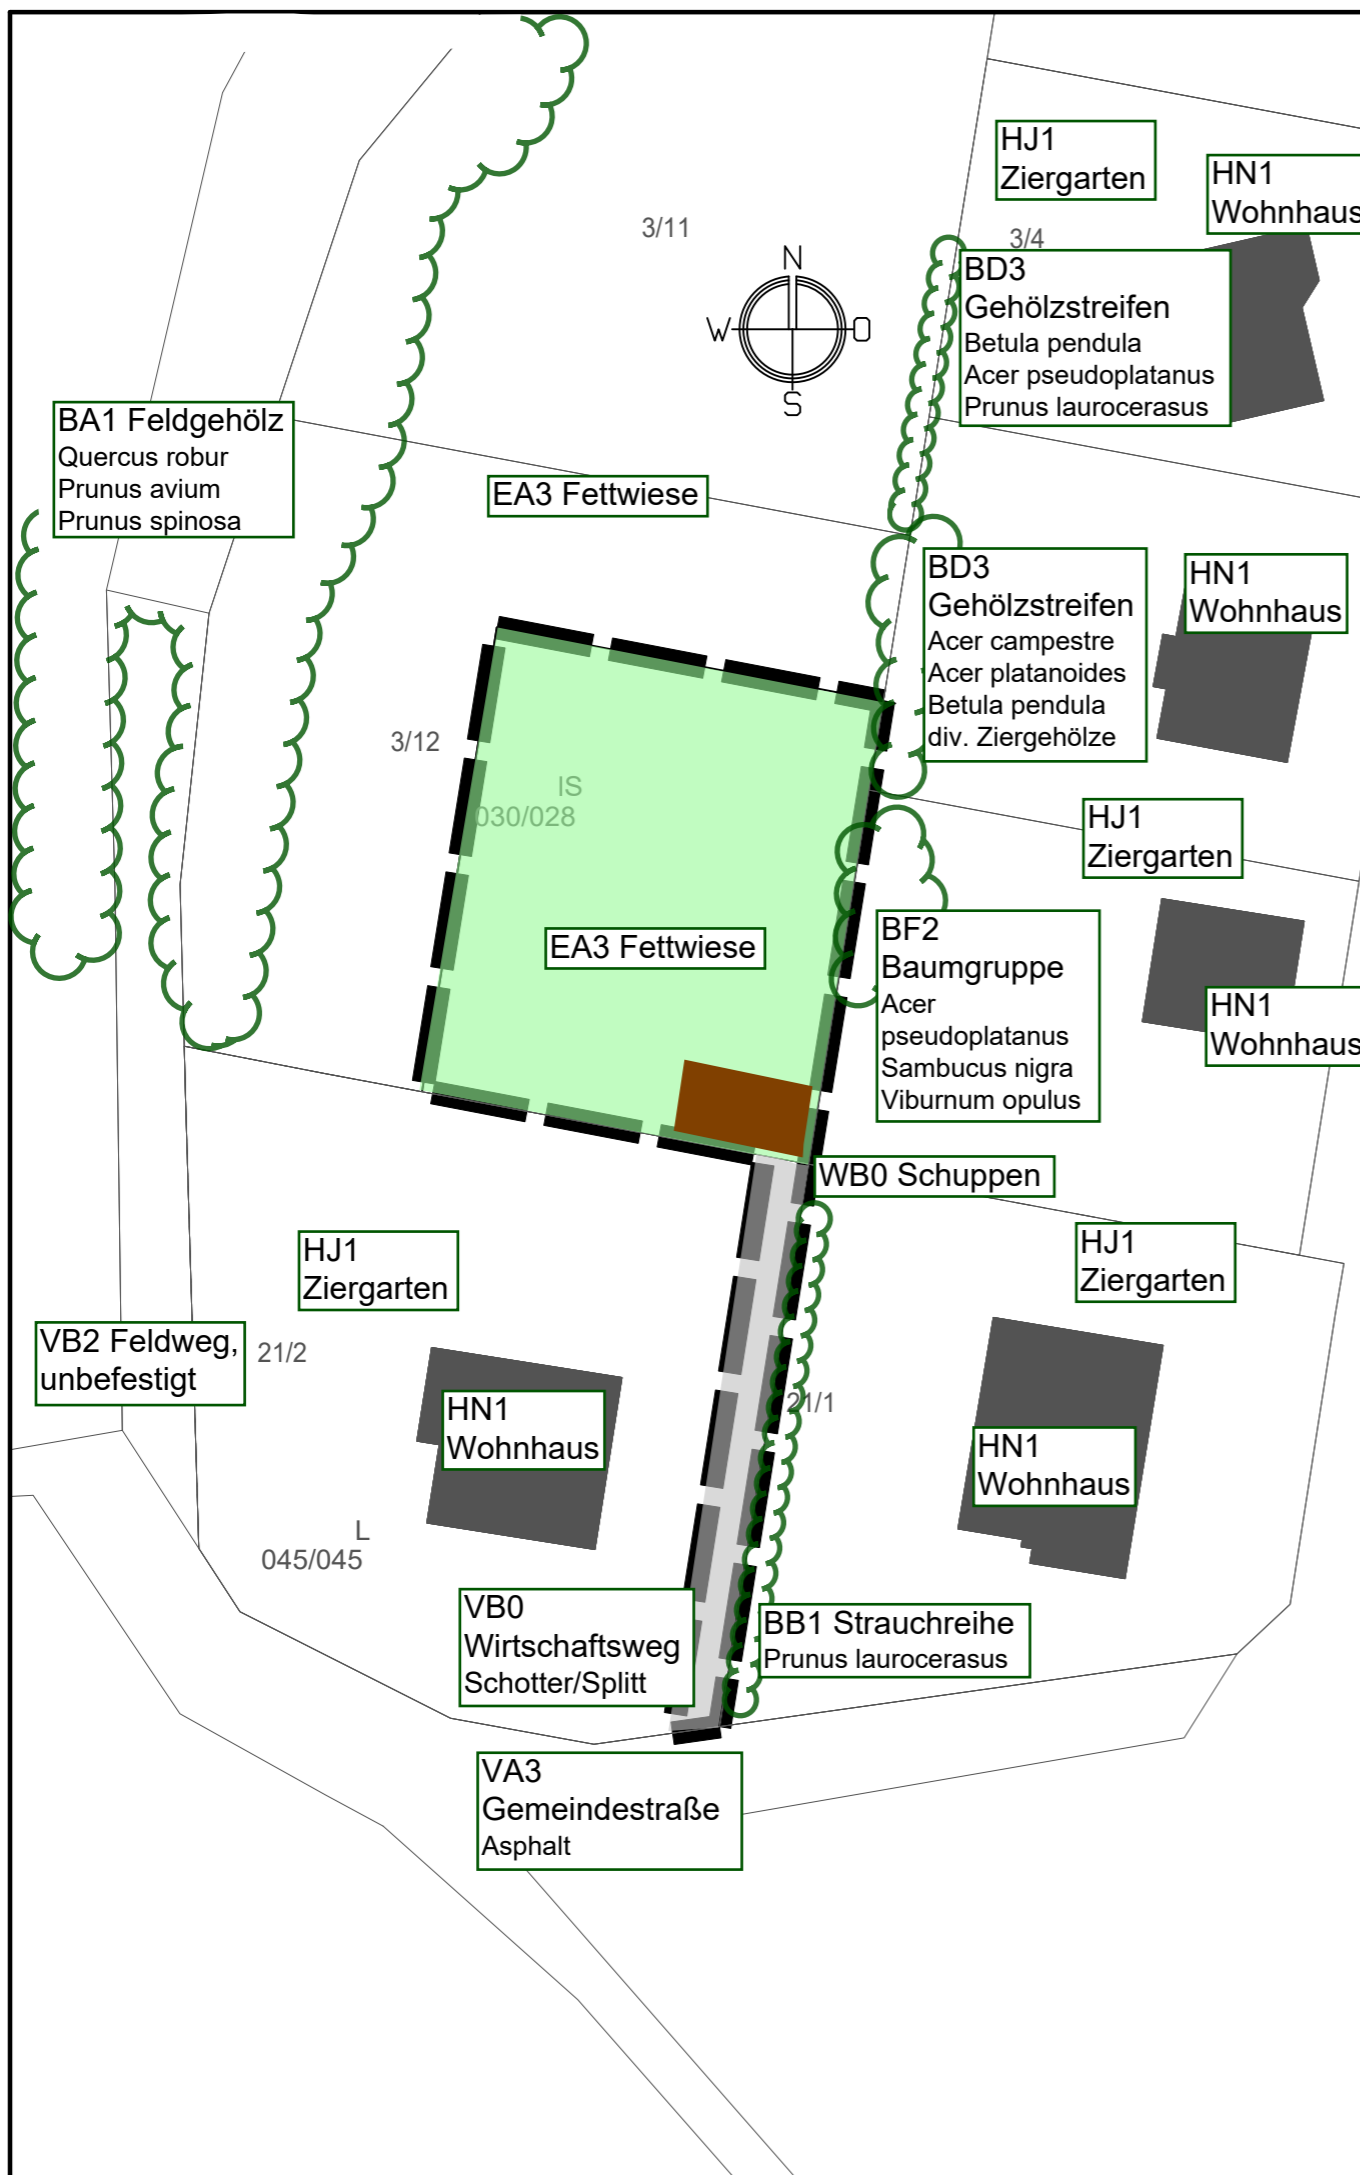 HJ1
Ziergarten
HN1
Wohnhaus
3/11
3/4
N
W
O
S
BD3
Gehölzstreifen
Betula pendula
Acer pseudoplatanus
Prunus laurocerasus
BA1 Feldgehölz
Quercus robur
Prunus avium
Prunus spinosa
EA3 Fettwiese
BD3
Gehölzstreifen
Acer campestre
Acer platanoides
Betula pendula
div. Ziergehölze
HN1
Wohnhaus
3/12
IS
030/028
HJ1
Ziergarten
EA3 Fettwiese
BF2
Baumgruppe
Acer
pseudoplatanus
Sambucus nigra
Viburnum opulus
HN1
Wohnhaus
WB0 Schuppen
HJ1
Ziergarten
HJ1
Ziergarten
VB2 Feldweg,
unbefestigt
21/2
HN1
Wohnhaus
21/1
HN1
Wohnhaus
L
045/045
VB0
Wirtschaftsweg
Schotter/Splitt
BB1 Strauchreihe
Prunus laurocerasus
VA3
Gemeindestraße
Asphalt